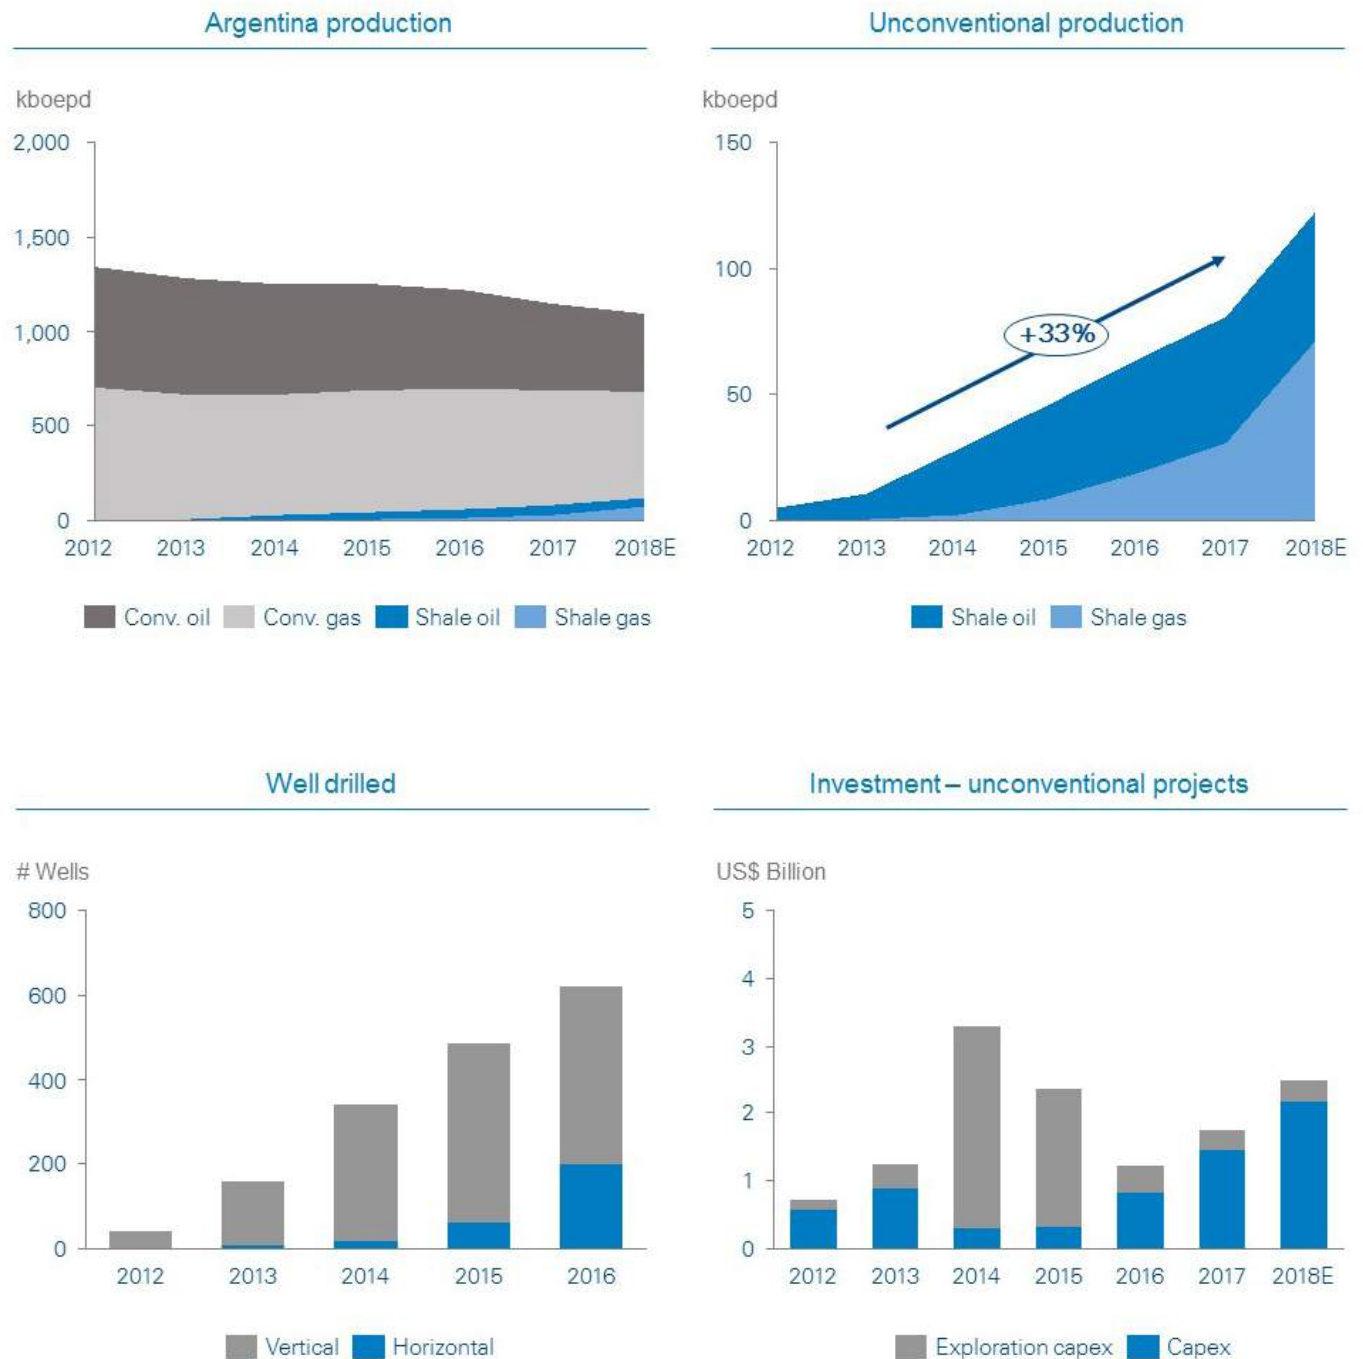 Argentina production
kboepd
2,000
1,500
1,000
500
0
2012 2013 2014 2015 2016 2017 2018E
Conv. oil Conv. gas Shale oil Shale gas
Unconventional production
kboepd
150
100
50
0
+33%
2012 2013 2014 2015 2016 2017 2018E
Shale oil Shale gas
Well drilled
# Wells
800
600
400
200
0
2012 2013 2014 2015 2016
Vertical Horizontal
Investment – unconventional projects
US$ Billion
5
4
3
2
1
0
2012 2013 2014 2015 2016 2017 2018E
Exploration capex Capex